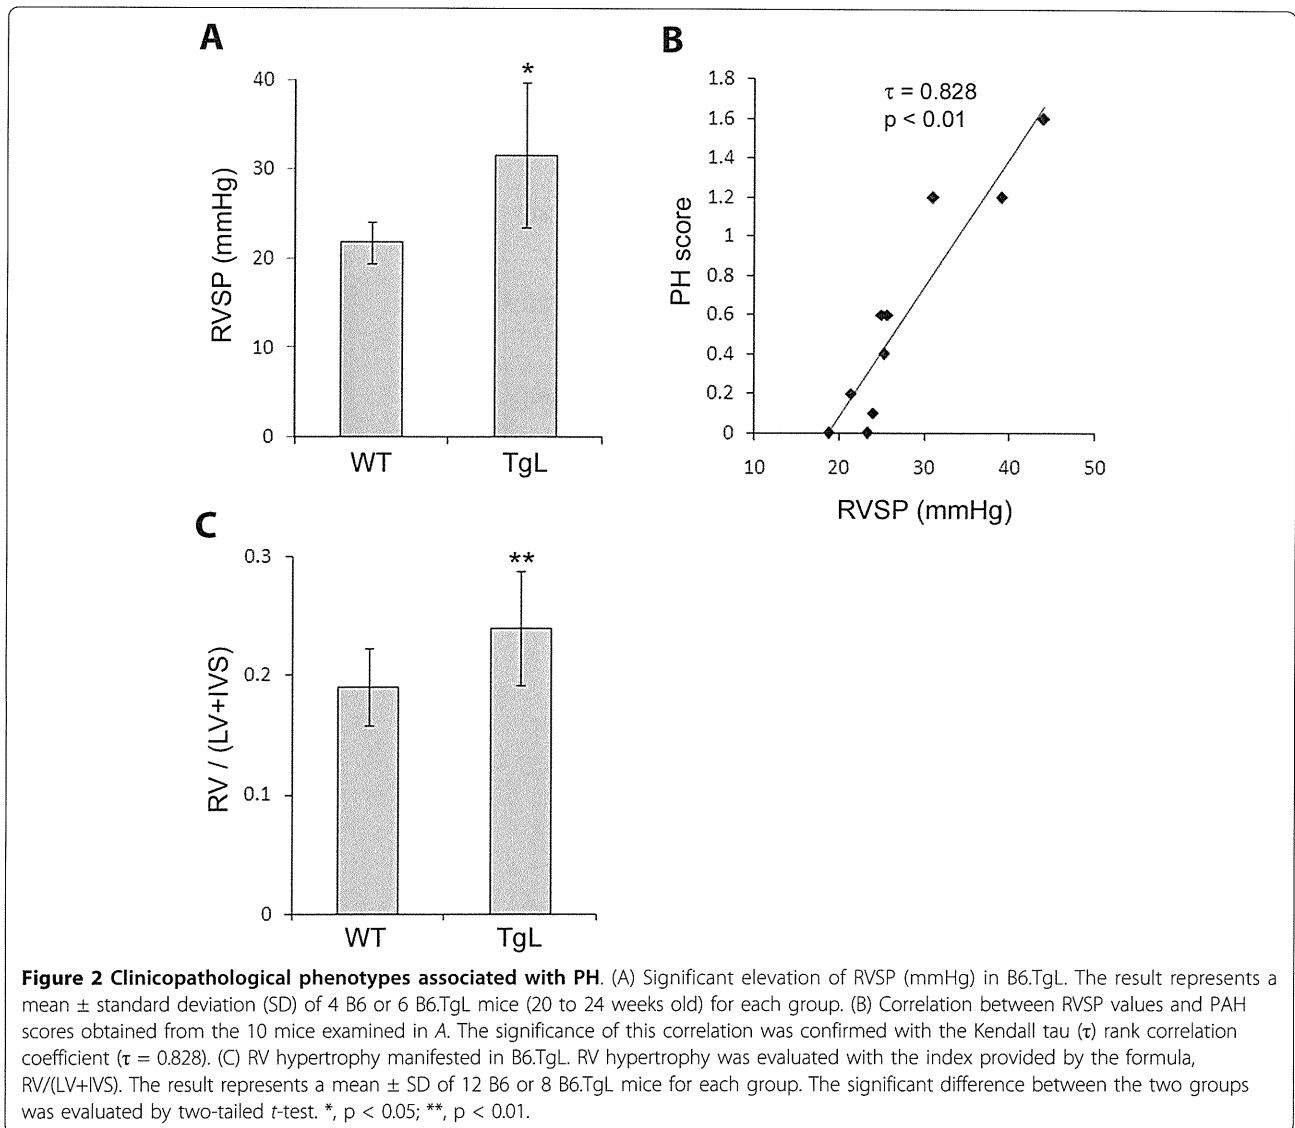 A
RVSP (mmHg)
40
30
20
10
0
*
WT
TgL
B
PH score
1.8
1.6
1.4
1.2
1
0.8
0.6
0.4
0.2
0
τ = 0.828
p < 0.01
10
20
30
40
50
RVSP (mmHg)
C
RV / (LV+IVS)
0.3
0.2
0.1
0
**
WT
TgL
Figure 2 Clinicopathological phenotypes associated with PH. (A) Significant elevation of RVSP (mmHg) in B6.TgL. The result represents a
mean ± standard deviation (SD) of 4 B6 or 6 B6.TgL mice (20 to 24 weeks old) for each group. (B) Correlation between RVSP values and PAH
scores obtained from the 10 mice examined in A. The significance of this correlation was confirmed with the Kendall tau (τ) rank correlation
coefficient (τ = 0.828). (C) RV hypertrophy manifested in B6.TgL. RV hypertrophy was evaluated with the index provided by the formula,
RV/(LV+IVS). The result represents a mean ± SD of 12 B6 or 8 B6.TgL mice for each group. The significant difference between the two groups
was evaluated by two-tailed t-test. *, p < 0.05; **, p < 0.01.